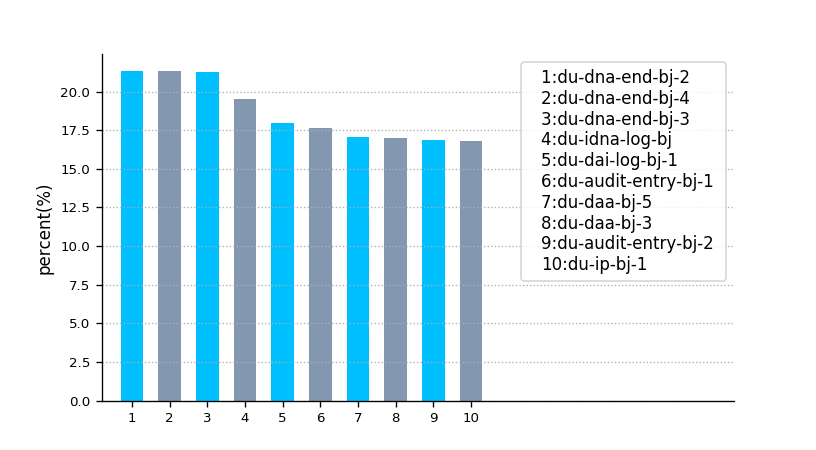 percent(%)
20.0
17.5
15.0
12.5
10.0
7.5
5.0
2.5
0.0
1 2 3 4 5 6 7 8 9 10
1:du-dna-end-bj-2
2:du-dna-end-bj-4
3:du-dna-end-bj-3
4:du-idna-log-bj
5:du-dai-log-bj-1
6:du-audit-entry-bj-1
7:du-daa-bj-5
8:du-daa-bj-3
9:du-audit-entry-bj-2
10:du-ip-bj-1